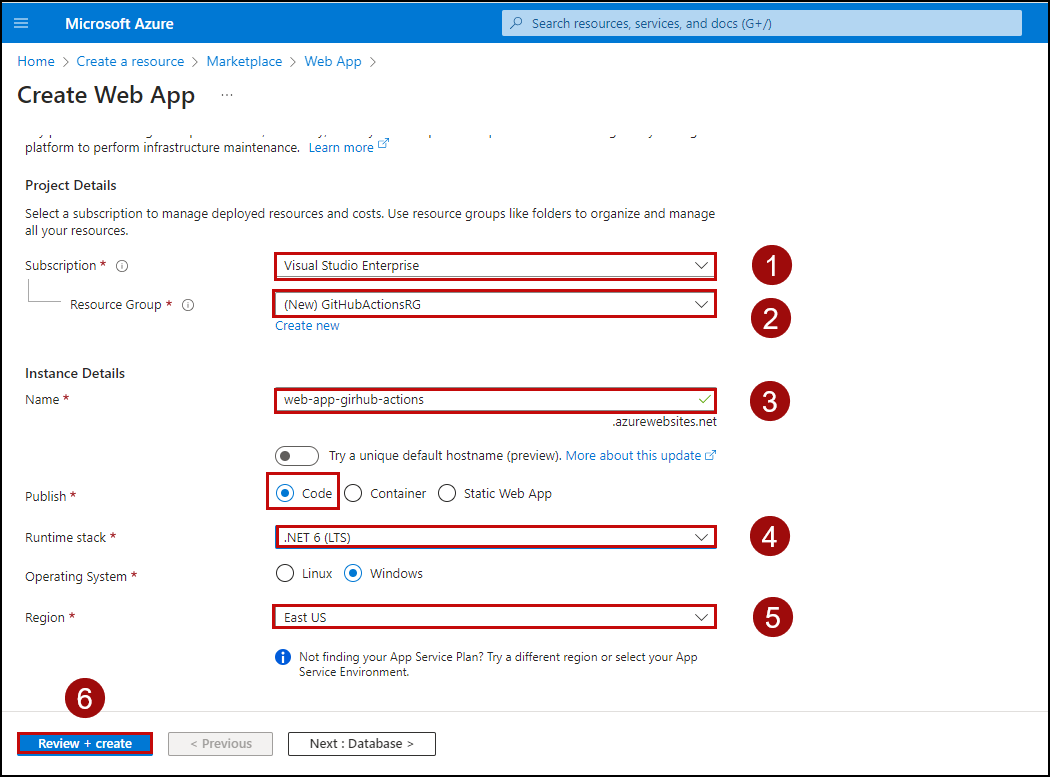 Microsoft Azure
Search resources, services, and docs (G+/)
Home > Create a resource > Marketplace > Web App >
Create Web App ...
platform to perform infrastructure maintenance. Learn more
Project Details
Select a subscription to manage deployed resources and costs. Use resource groups like folders to organize and manage
all your resources.
Subscription *
Visual Studio Enterprise
1
Resource Group *
(New) GitHubActionsRG
2
Create new
Instance Details
Name *
web-app-girhub-actions
3
.azurewebsites.net
Try a unique default hostname (preview). More about this update
Publish *
Code
Container
Static Web App
Runtime stack *
.NET 6 (LTS)
4
Operating System *
Linux
Windows
Region *
East US
5
Not finding your App Service Plan? Try a different region or select your App
Service Environment.
6
Review + create
< Previous
Next : Database >